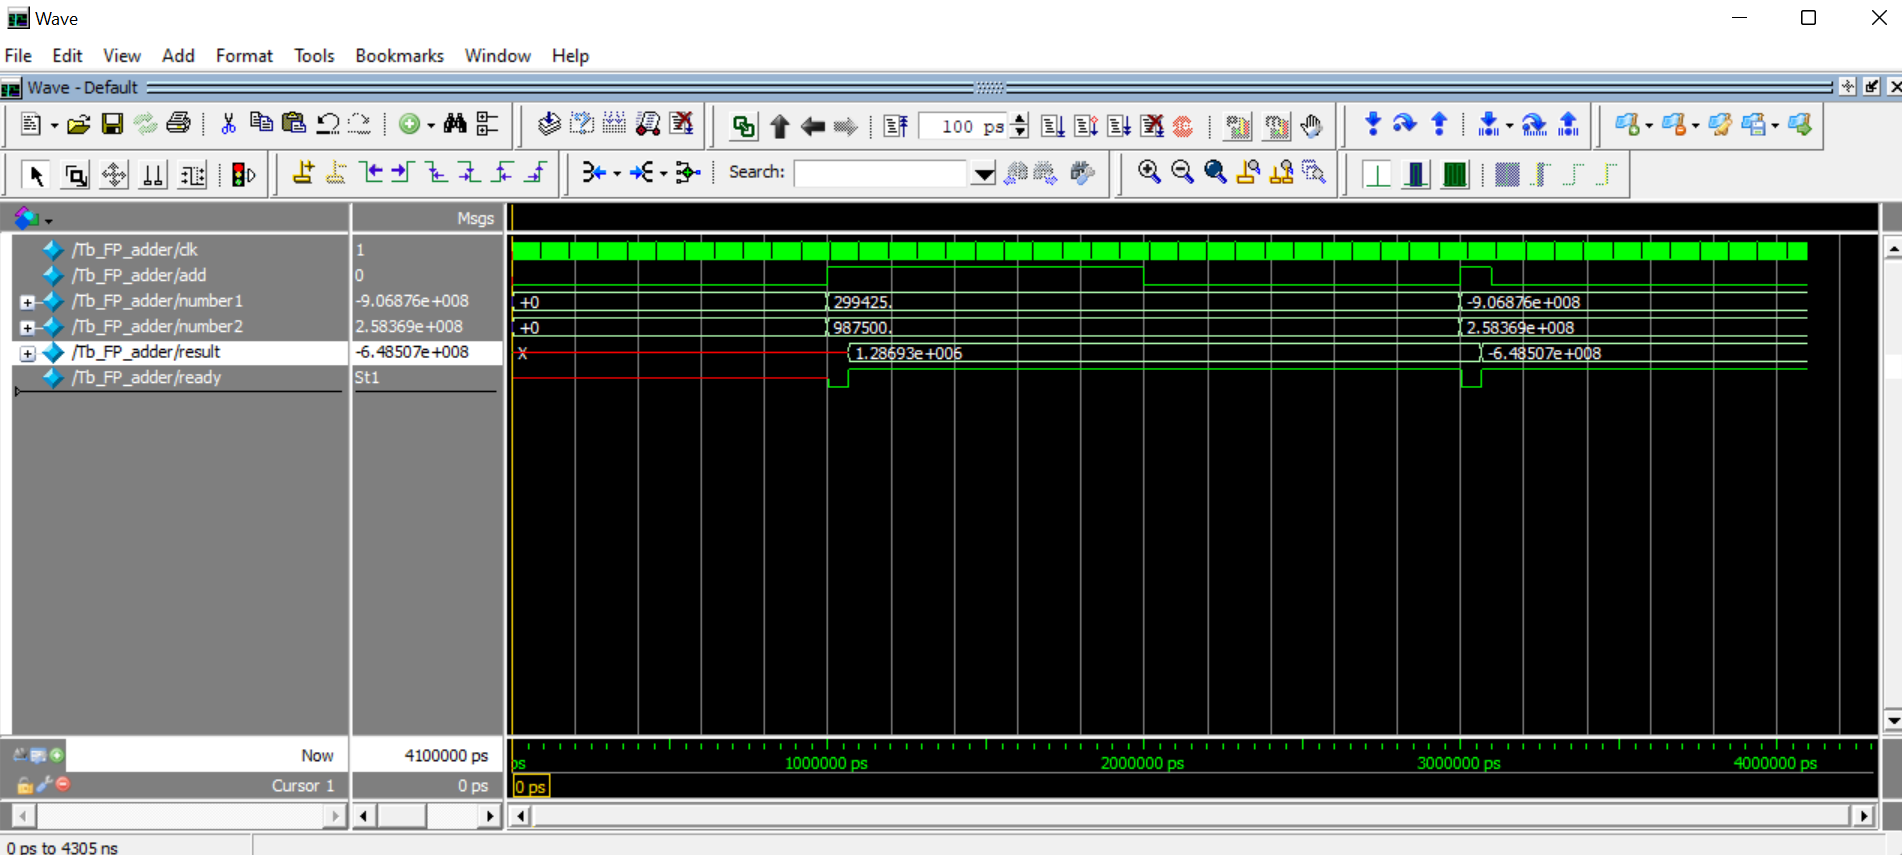 Wave
File Edit View Add Format Tools Bookmarks Window Help
Wave - Default
100 ps
Search:
Msgs
/Tb_FP_adder/clk 1
/Tb_FP_adder/add 0
/Tb_FP_adder/number1 -9.06876e+008 +0 299425. -9.06876e+008
/Tb_FP_adder/number2 2.58369e+008 +0 987500. 2.58369e+008
/Tb_FP_adder/result -6.48507e+008 X 1.28693e+006 -6.48507e+008
/Tb_FP_adder/ready St1
Now 4100000 ps ps 1000000 ps 2000000 ps 3000000 ps 4000000 ps
Cursor 1 0 ps 0 ps
0 ps to 4305 ns